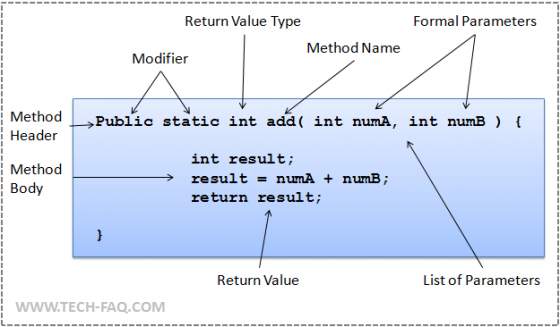 Return Value Type
Formal Parameters
Modifier
Method Name
Method Header
Public static int add( int numA, int numB ) {
Method Body
int result;
result = numA + numB;
return result;
}
Return Value
List of Parameters
WWW.TECH-FAQ.COM